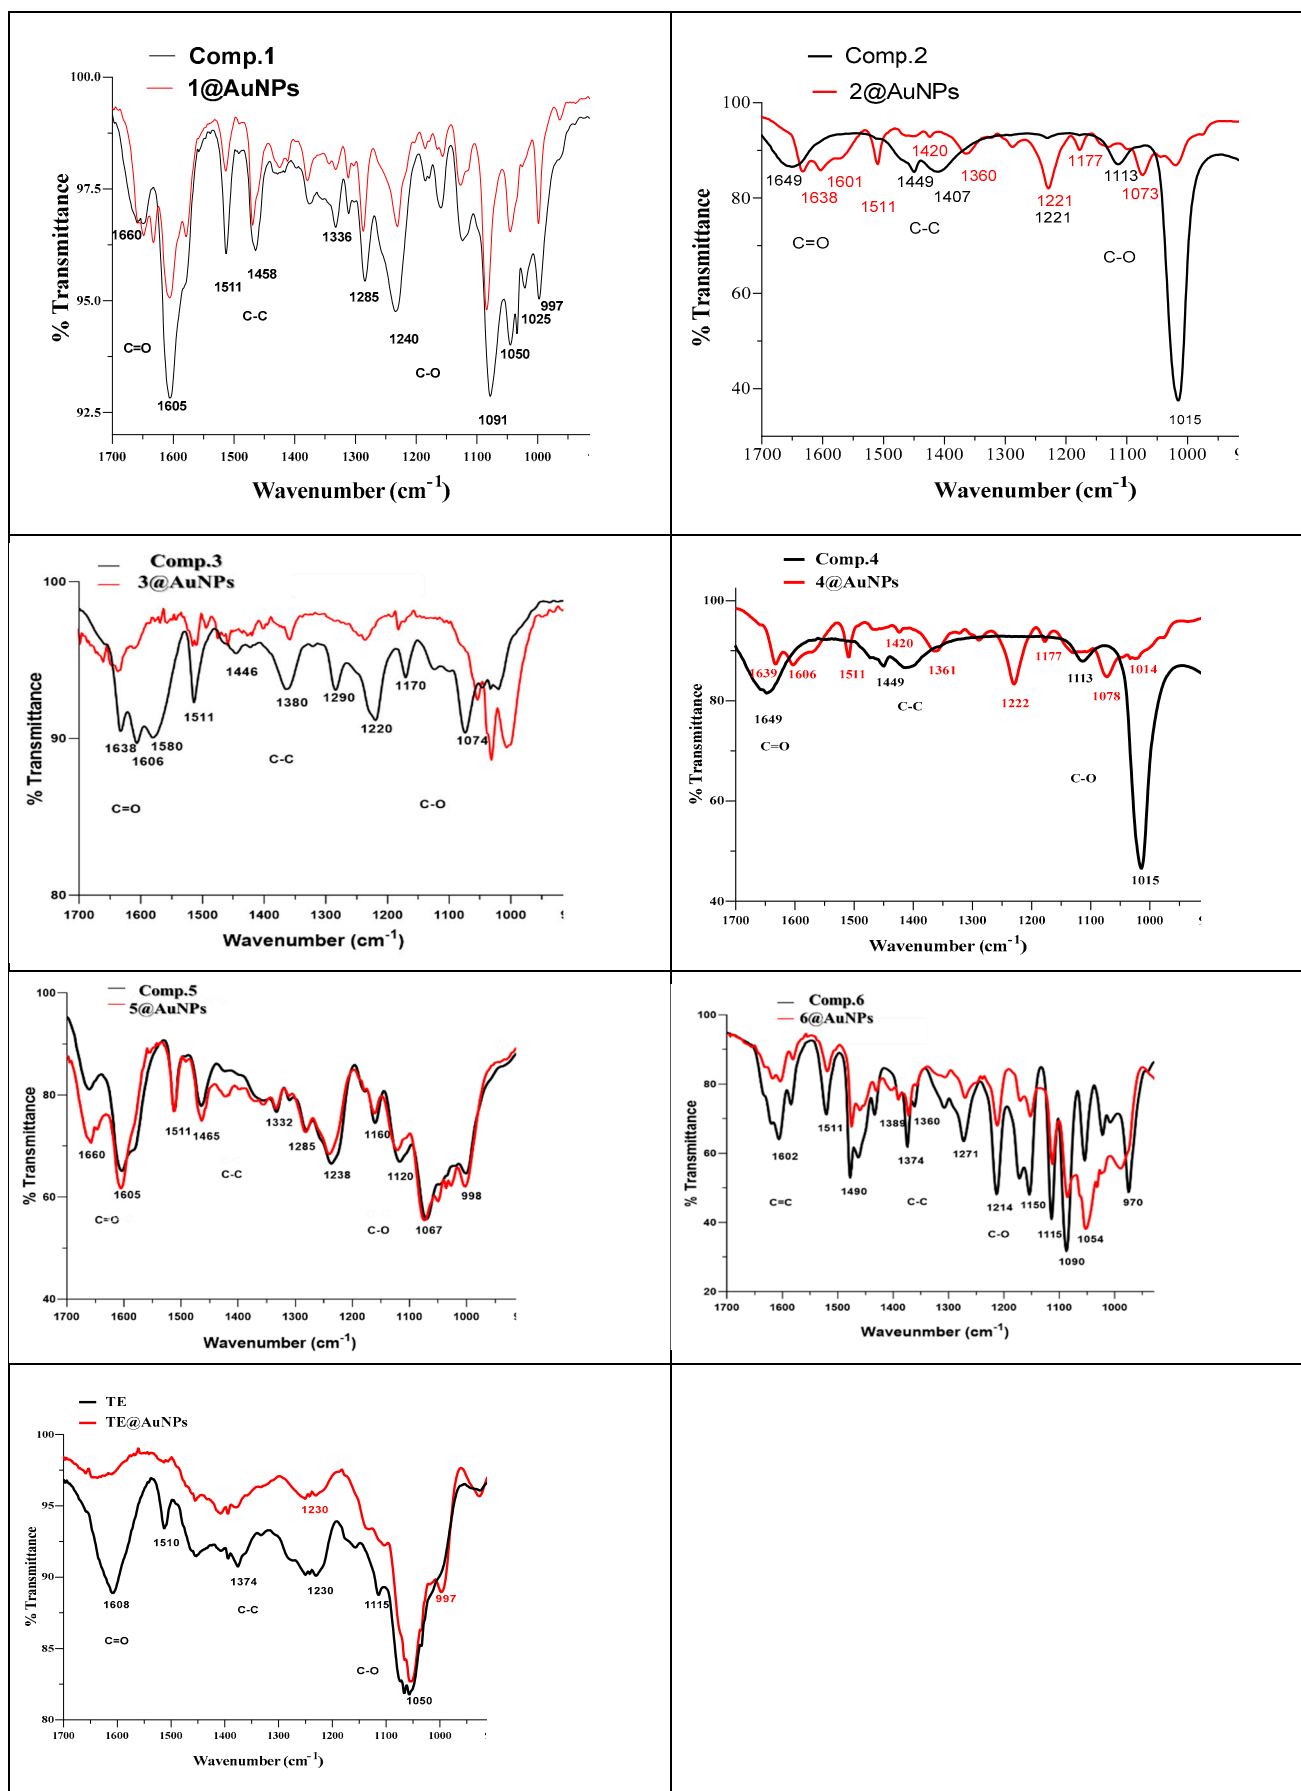 Comp.1
1@AuNPs
100.0
97.5
95.0
92.5
% Transmittance
1660
1605
1511
1458
1336
1285
1240
1091
1050
1025
997
C=O
C-C
C-O
1700 1600 1500 1400 1300 1200 1100 1000
Wavenumber (cm-1)
Comp.2
2@AuNPs
100
80
60
40
% Transmittance
1649
1638
1601
1511
1420
1449
1407
1360
1221
1221
1177
1113
1073
1015
C=O
C-C
C-O
1700 1600 1500 1400 1300 1200 1100 1000
Wavenumber (cm-1)
Comp.3
3@AuNPs
100
90
80
% Transmittance
1638
1606
1580
1511
1446
1380
1290
1220
1170
1074
C=O
C-C
C-O
1700 1600 1500 1400 1300 1200 1100 1000
Wavenumber (cm-1)
Comp.4
4@AuNPs
100
80
60
40
% Transmittance
1639
1649
1606
1511
1420
1449
1361
1222
1177
1113
1078
1014
1015
C=O
C-C
C-O
1700 1600 1500 1400 1300 1200 1100 1000
Wavenumber (cm-1)
Comp.5
5@AuNPs
100
80
60
40
% Transmittance
1660
1605
1511
1465
1332
1285
1238
1160
1120
1067
998
C=O
C-C
C-O
1700 1600 1500 1400 1300 1200 1100 1000
Wavenumber (cm-1)
Comp.6
6@AuNPs
100
80
60
40
20
% Transmittance
1602
1511
1490
1389
1374
1360
1271
1214
1150
1115
1090
1054
970
C=C
C-C
C-O
1700 1600 1500 1400 1300 1200 1100 1000
Waveunmber (cm-1)
TE
TE@AuNPs
100
95
90
85
80
% Transmittance
1608
1510
1374
1230
1230
1115
1050
997
C=O
C-C
C-O
1700 1600 1500 1400 1300 1200 1100 1000
Wavenumber (cm-1)